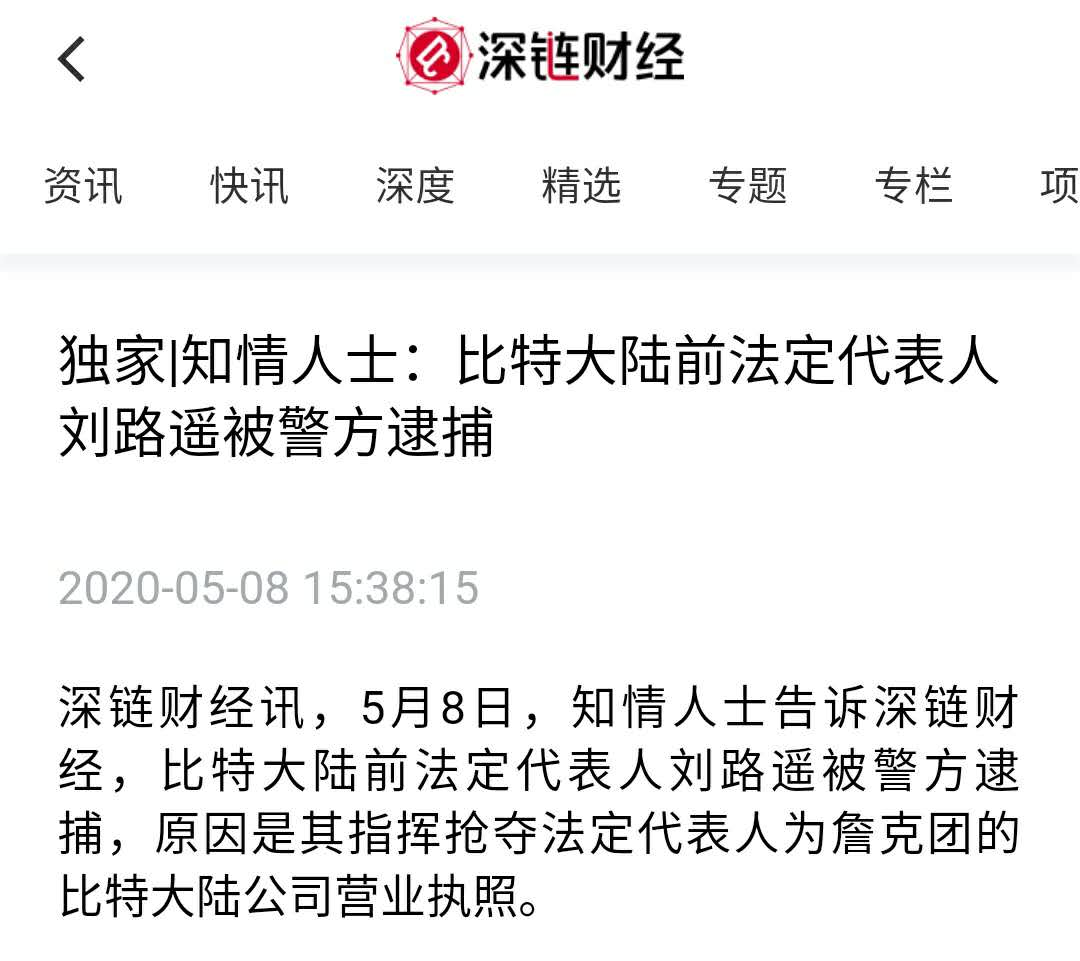 深链财经
资讯 快讯 深度 精选 专题 专栏 项
独家|知情人士：比特大陆前法定代表人
刘路遥被警方逮捕
2020-05-08 15:38:15
深链财经讯，5月8日，知情人士告诉深链财
经，比特大陆前法定代表人刘路遥被警方逮
捕，原因是其指挥抢夺法定代表人为詹克团的
比特大陆公司营业执照。